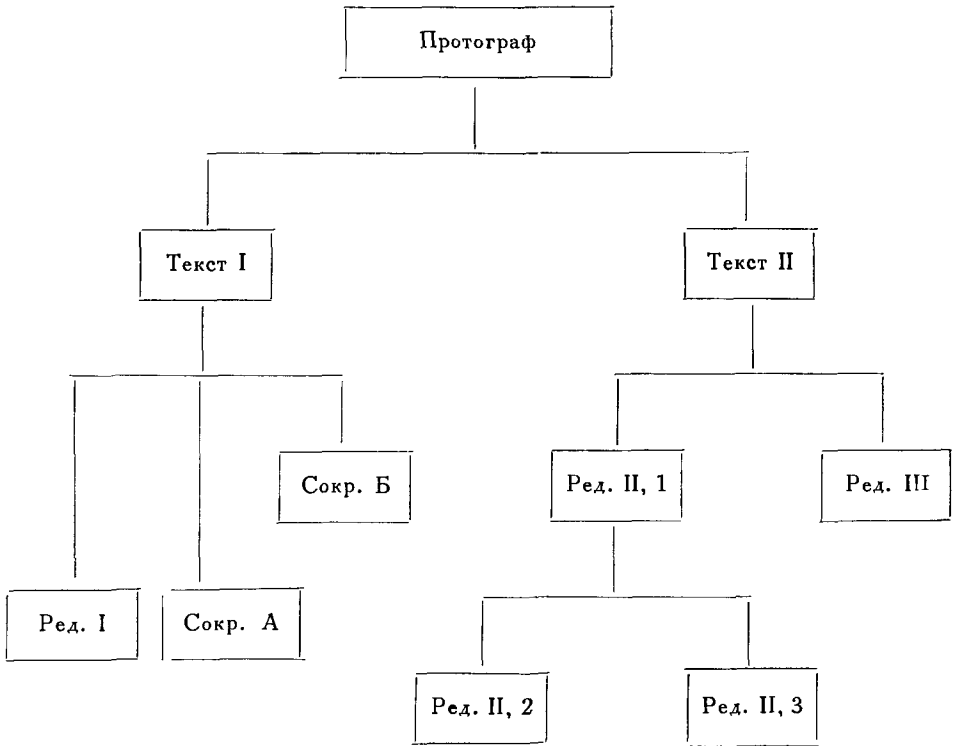 Протограф
Текст I
Текст II
Сокр. Б
Ред. II, 1
Ред. III
Ред. I
Сокр. А
Ред. II, 2
Ред. II, 3